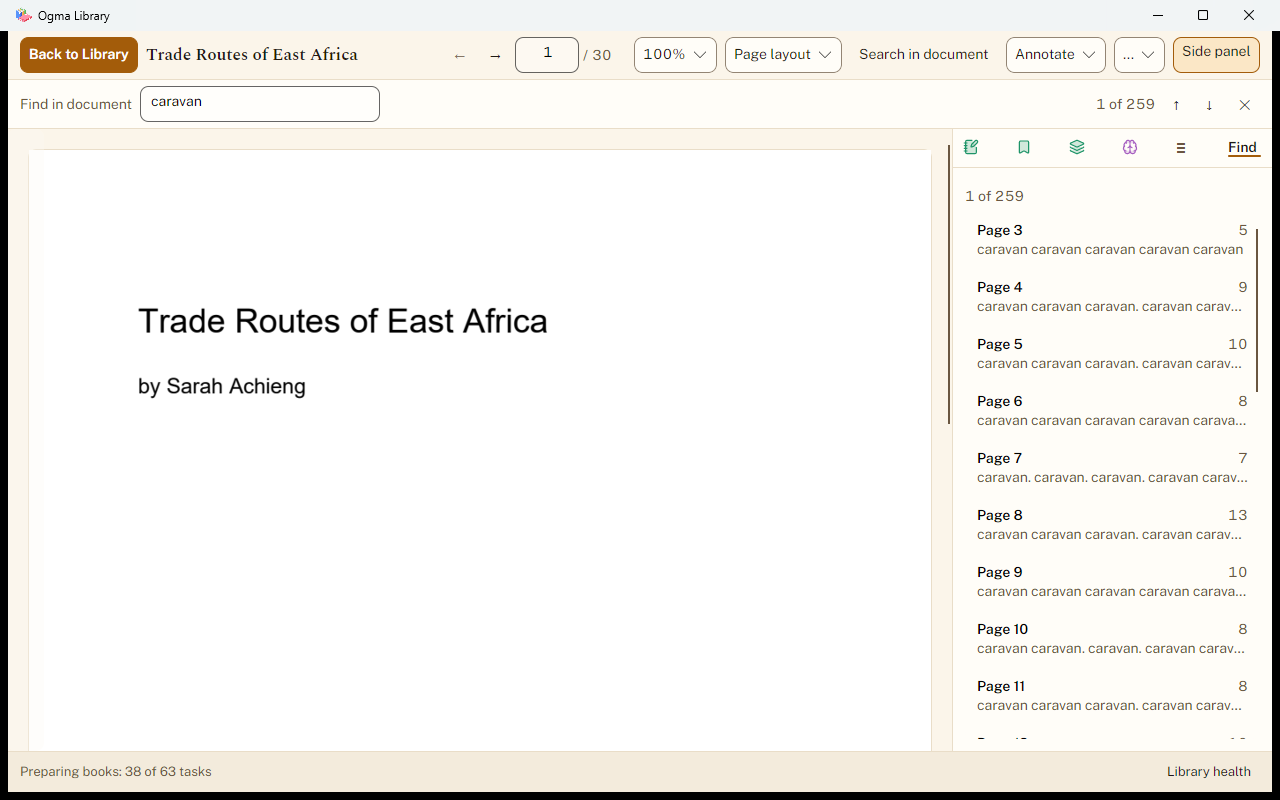 Ogma Library
Back to Library Trade Routes of East Africa ← → 1 / 30 100% Page layout Search in document Annotate ... Side panel
Find in document caravan 1 of 259 ↑ ↓
Find
1 of 259
Page 3 5
caravan caravan caravan caravan caravan
Page 4 9
caravan caravan caravan. caravan carav...
Page 5 10
caravan caravan caravan. caravan carav...
Page 6 8
caravan caravan caravan caravan carava...
Page 7 7
caravan. caravan. caravan. caravan carav...
Page 8 13
caravan caravan caravan. caravan carav...
Page 9 10
caravan caravan caravan caravan carava...
Page 10 8
caravan caravan. caravan. caravan carav...
Page 11 8
caravan caravan caravan. caravan carav...
Trade Routes of East Africa
by Sarah Achieng
Preparing books: 38 of 63 tasks Library health